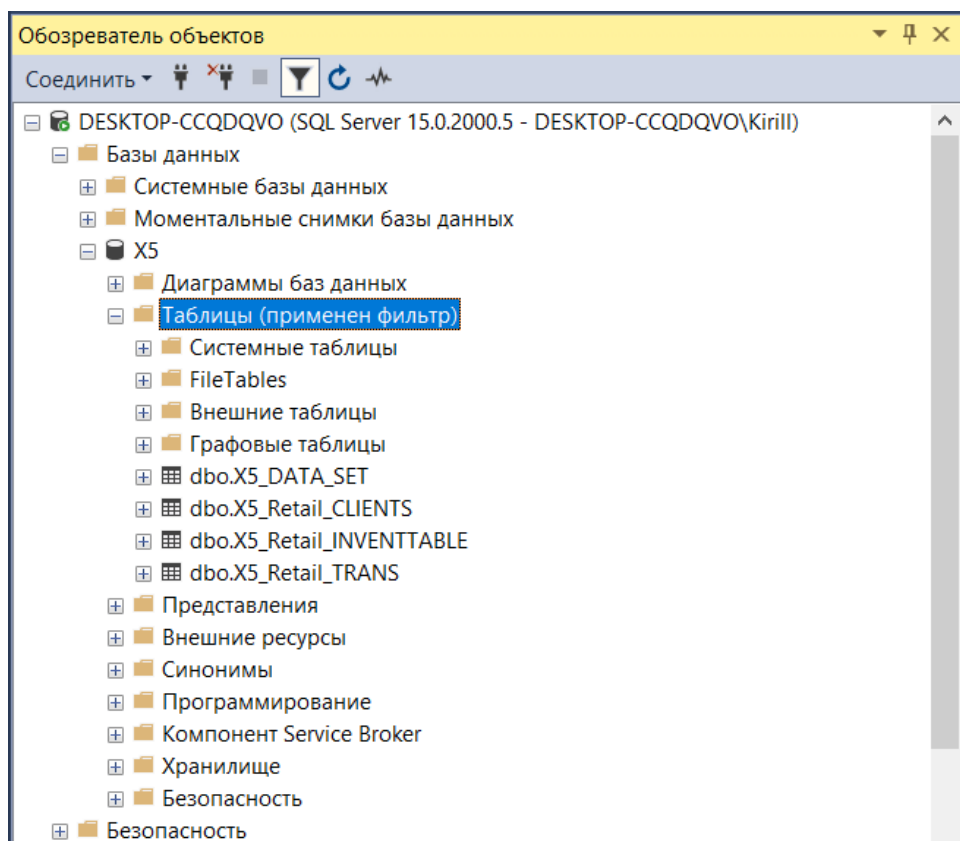 Обозреватель объектов
Соединить
DESKTOP-CCQDQVO (SQL Server 15.0.2000.5 - DESKTOP-CCQDQVO\Kirill)
Базы данных
Системные базы данных
Моментальные снимки базы данных
X5
Диаграммы баз данных
Таблицы (применен фильтр)
Системные таблицы
FileTables
Внешние таблицы
Графовые таблицы
dbo.X5_DATA_SET
dbo.X5_Retail_CLIENTS
dbo.X5_Retail_INVENTTABLE
dbo.X5_Retail_TRANS
Представления
Внешние ресурсы
Синонимы
Программирование
Компонент Service Broker
Хранилище
Безопасность
Безопасность